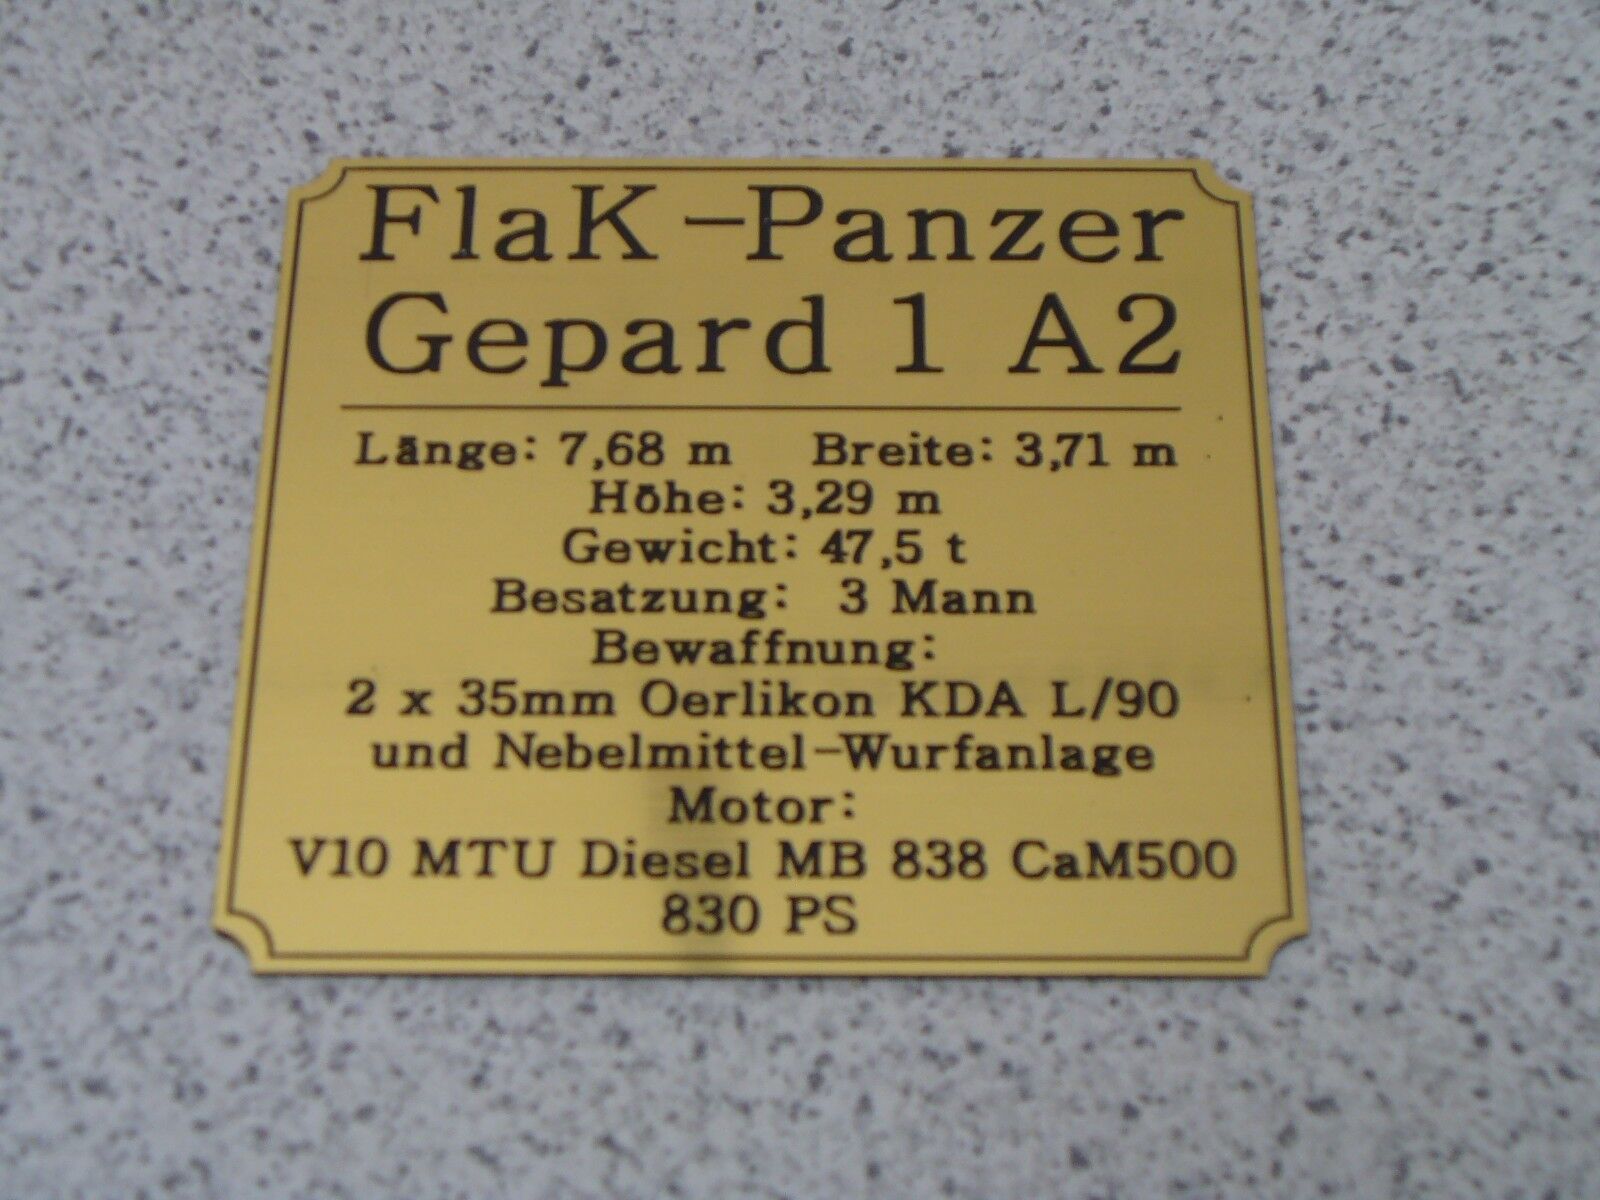 FlaK-Panzer
Gepard 1 A2
Länge: 7,68 m Breite: 3,71 m
Höhe: 3,29 m
Gewicht: 47,5 t
Besatzung: 3 Mann
Bewaffnung:
2 x 35mm Oerlikon KDA L/90
und Nebelmittel-Wurfanlage
Motor:
V10 MTU Diesel MB 838 CaM500
830 PS